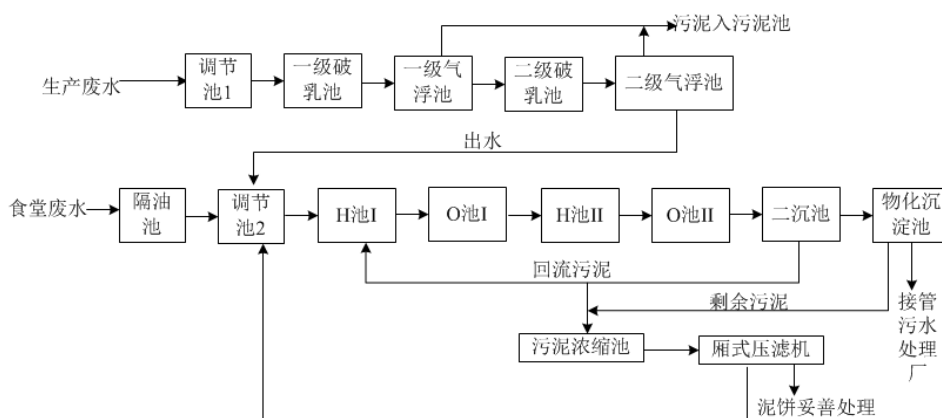 污泥入污泥池
生产废水
调节
池1
一级破
乳池
一级气
浮池
二级破
乳池
二级气浮池
出水
食堂废水
隔油
池
调节
池2
H池I
O池I
H池II
O池II
二沉池
物化沉
淀池
回流污泥
剩余污泥
接管
污水
处理
厂
污泥浓缩池
厢式压滤机
泥饼妥善处理